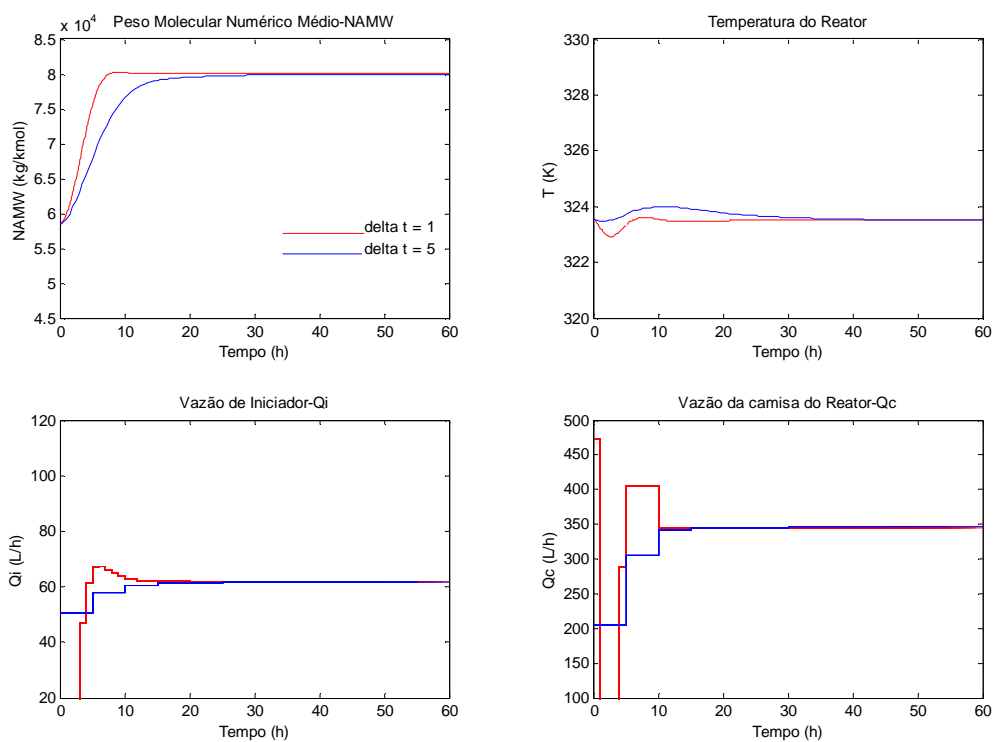 x 10⁴
Peso Molecular Numérico Médio-NAMW
8.5
8
7.5
7
6.5
6
5.5
5
4.5
NAMW (kg/kmol)
delta t = 1
delta t = 5
0 10 20 30 40 50 60
Tempo (h)
Temperatura do Reator
330
328
326
324
322
320
T (K)
0 10 20 30 40 50 60
Tempo (h)
Vazão de Iniciador-Qi
120
100
80
60
40
20
Qi (L/h)
0 10 20 30 40 50 60
Tempo (h)
Vazão da camisa do Reator-Qc
500
450
400
350
300
250
200
150
100
Qc (L/h)
0 10 20 30 40 50 60
Tempo (h)